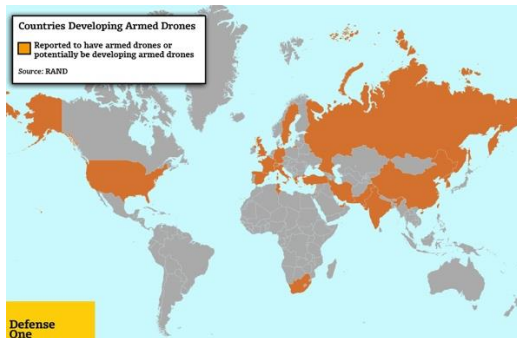 Countries Developing Armed Drones
Reported to have armed drones or
potentially be developing armed drones
Source: RAND
Defense
One